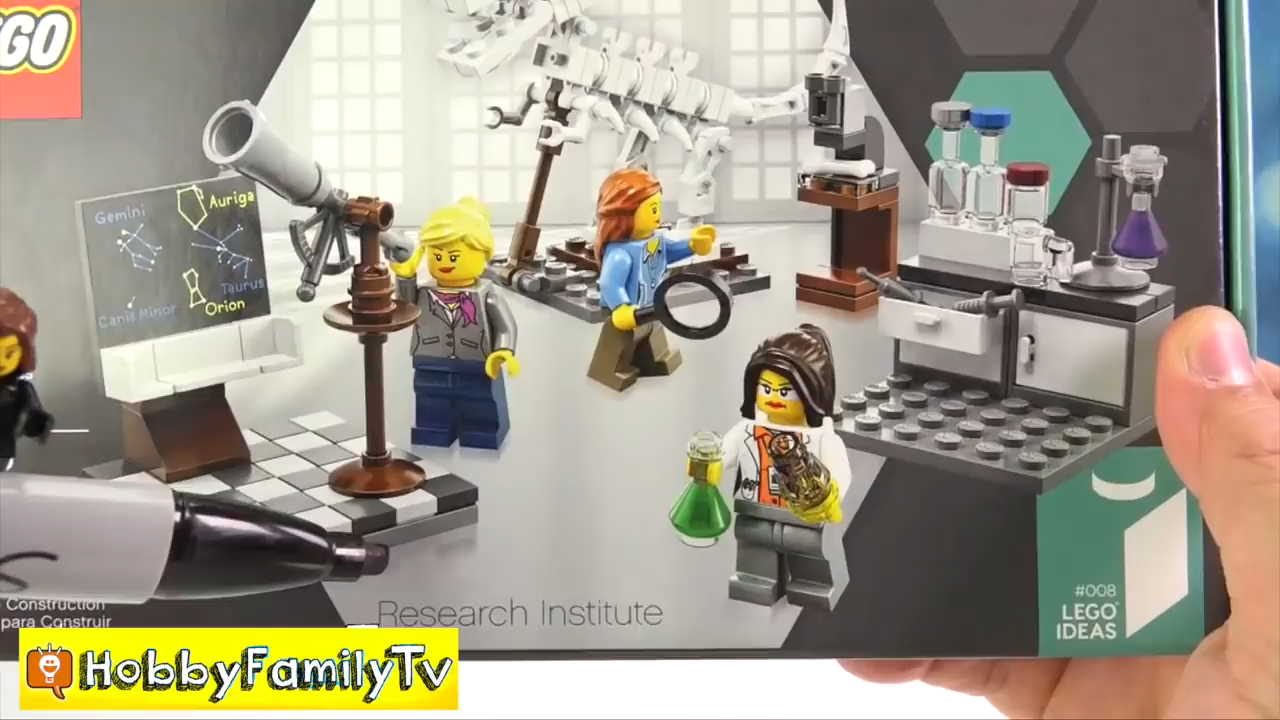 GO
Gemini
Auriga
Taurus
Canis Minor
Orion
Construction
para Construir
Research Institute
#008
LEGO
IDEAS
HobbyFamilyTv